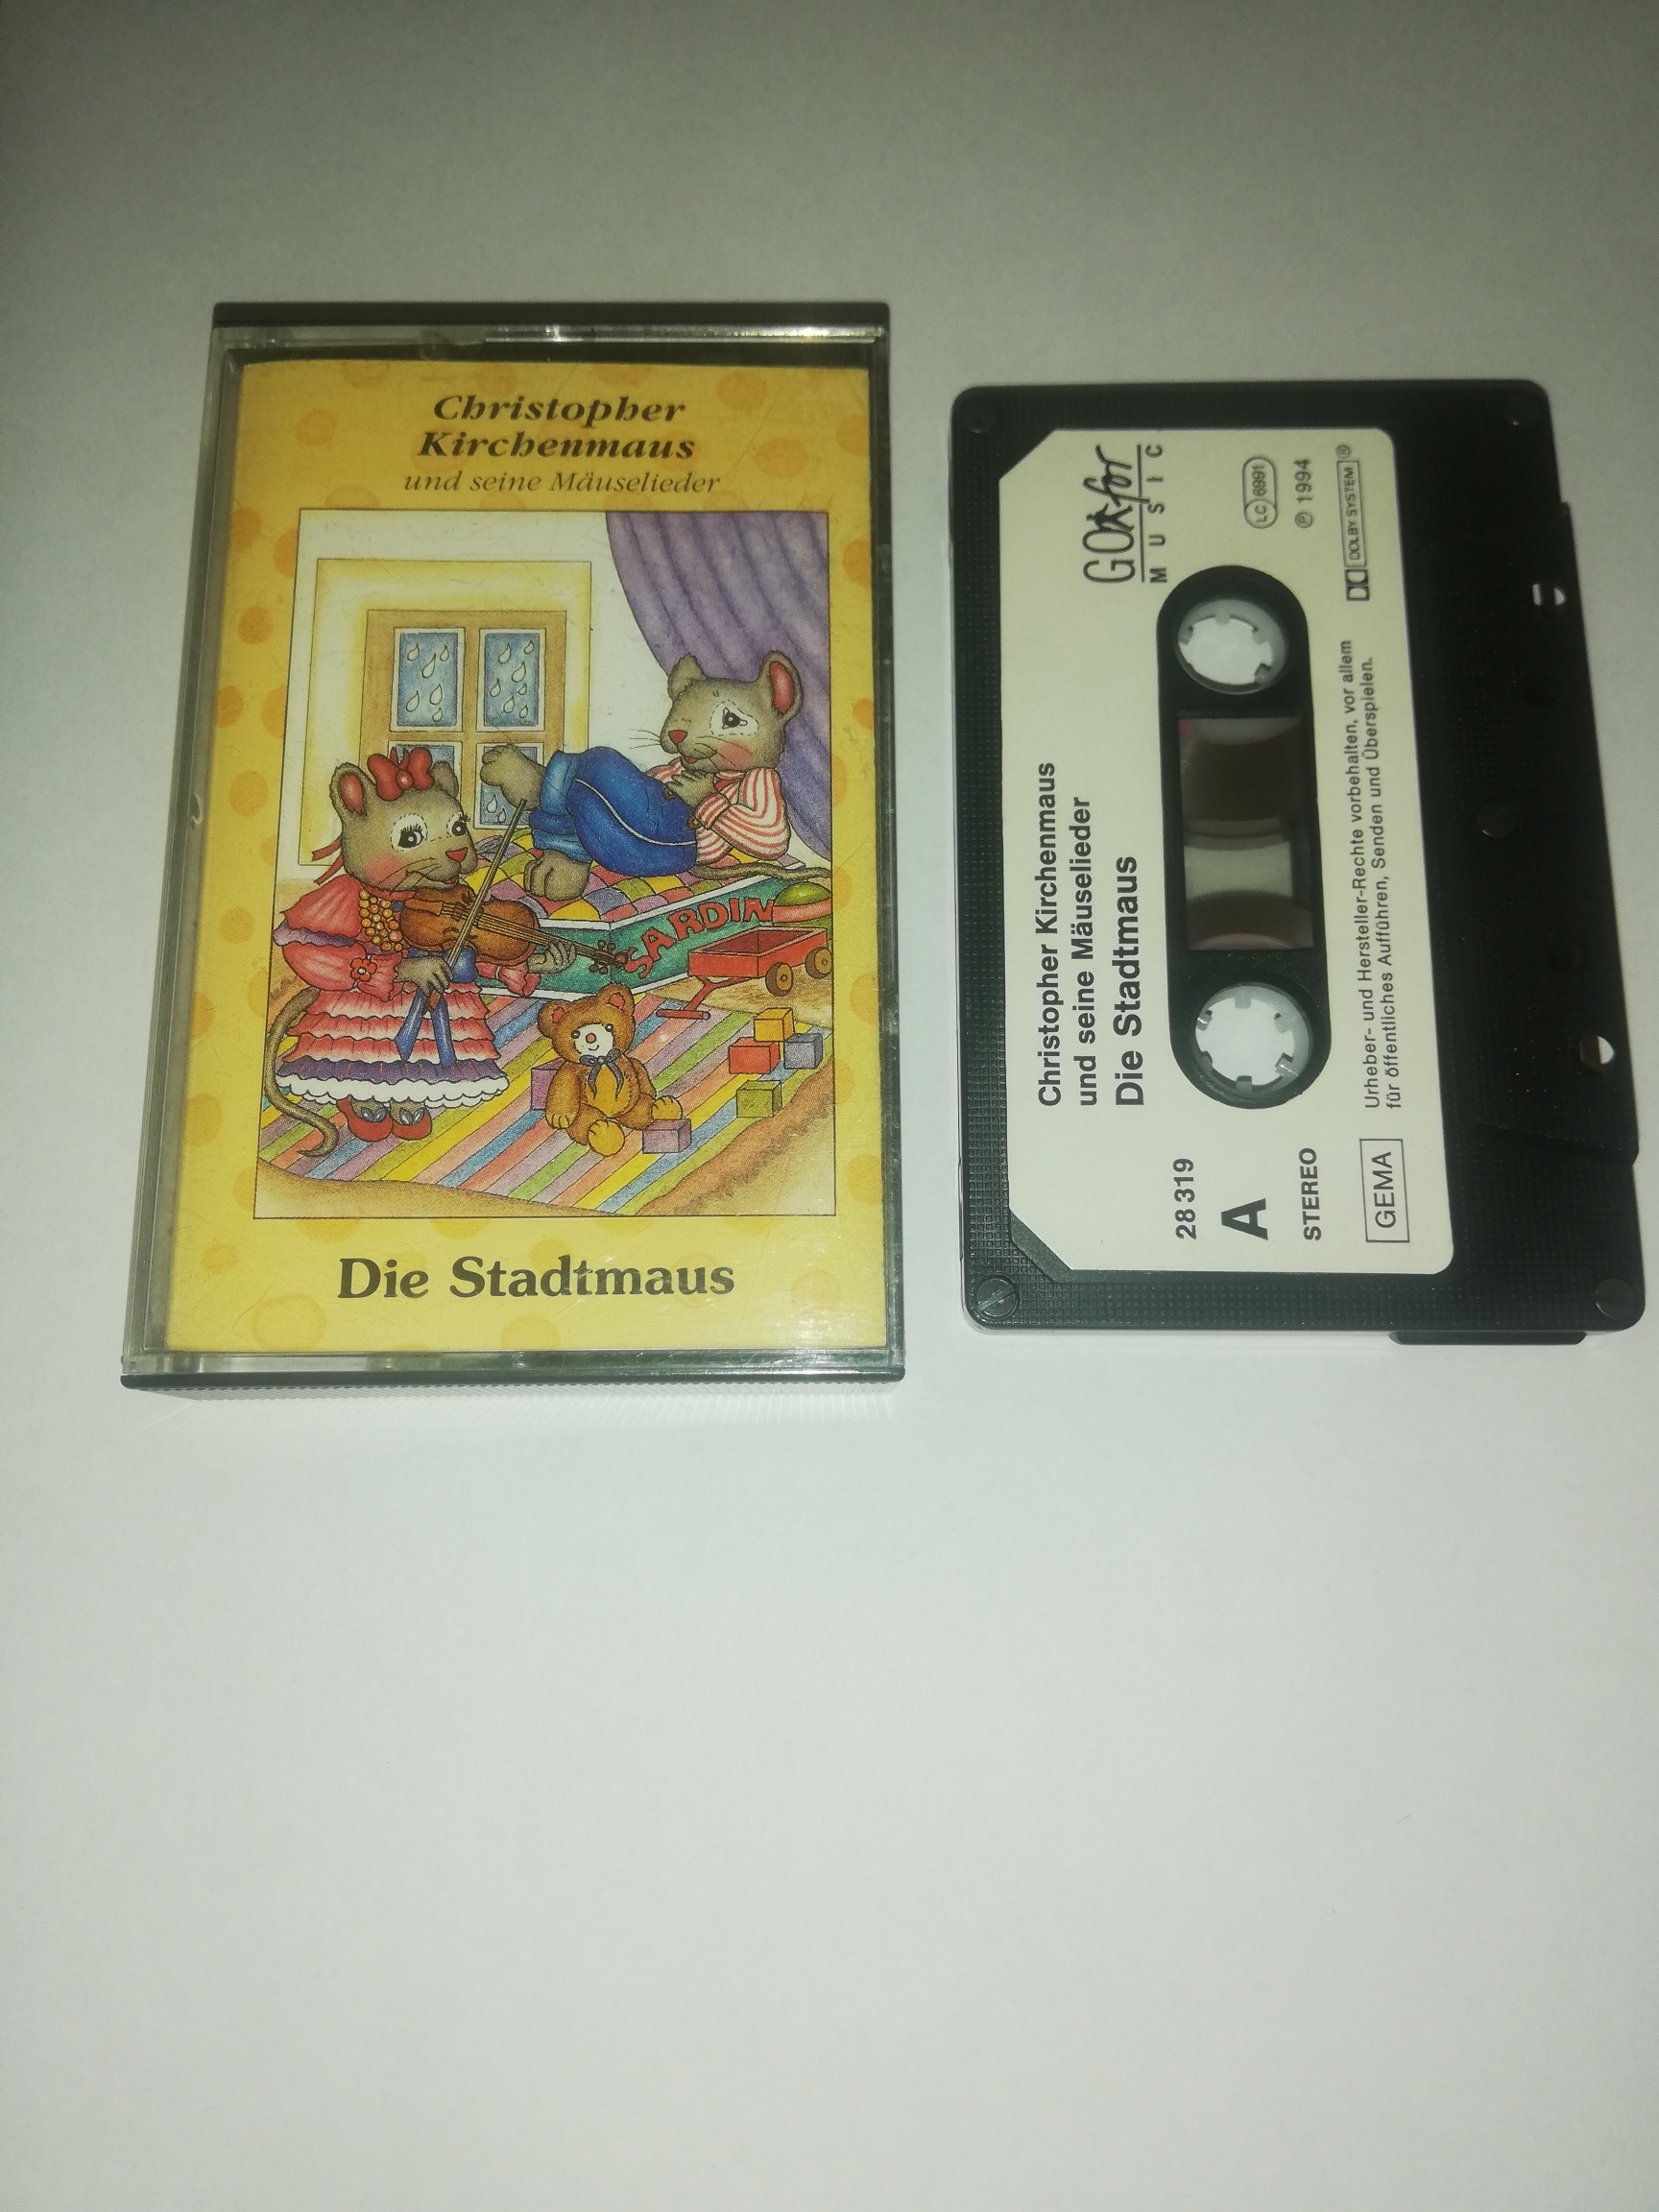 Christopher
Kirchenmaus
und seine Mäuselieder
SARDIN
Die Stadtmaus
Christopher Kirchenmaus
und seine Mäuselieder
Die Stadtmaus
MUSIC
28 319
A
STEREO
LC 6991
℗ 1994
GEMA
Urheber- und Hersteller-Rechte vorbehalten, vor allem
für öffentliches Aufführen, Senden und Überspielen.
DOLBY SYSTEM®